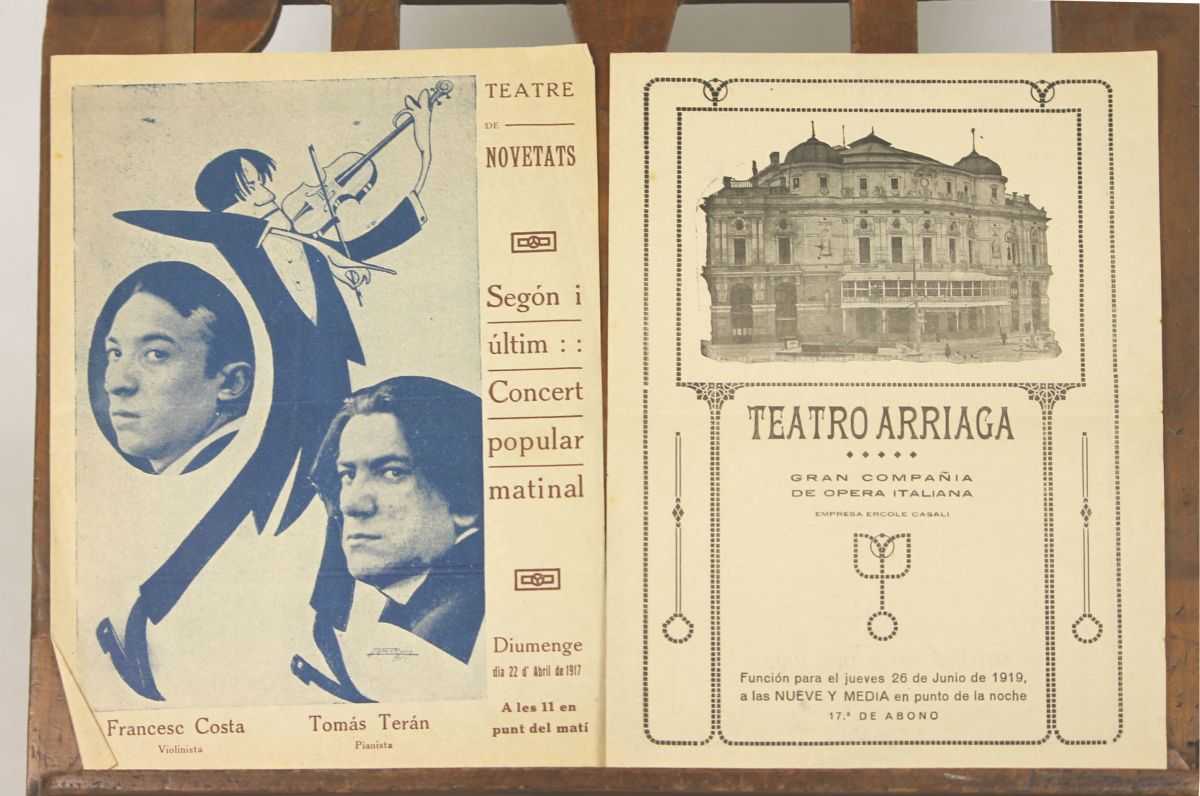 TEATRE
DE
NOVETATS
Segón i
últim : :
Concert
popular
matinal
Diumenge
dia 22 d' Abril de 1917
A les 11 en
punt del matí
Francesc Costa
Violinista
Tomás Terán
Pianista
TEATRO ARRIAGA
GRAN COMPAÑIA
DE OPERA ITALIANA
EMPRESA ERCOLE CASALI
Función para el jueves 26 de Junio de 1919,
a las NUEVE Y MEDIA en punto de la noche
17.ª DE ABONO